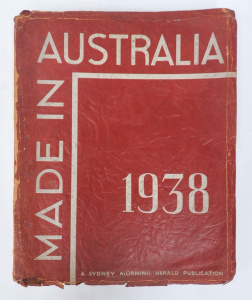 MADE IN
AUSTRALIA
1938
A SYDNEY MORNING HERALD PUBLICATION